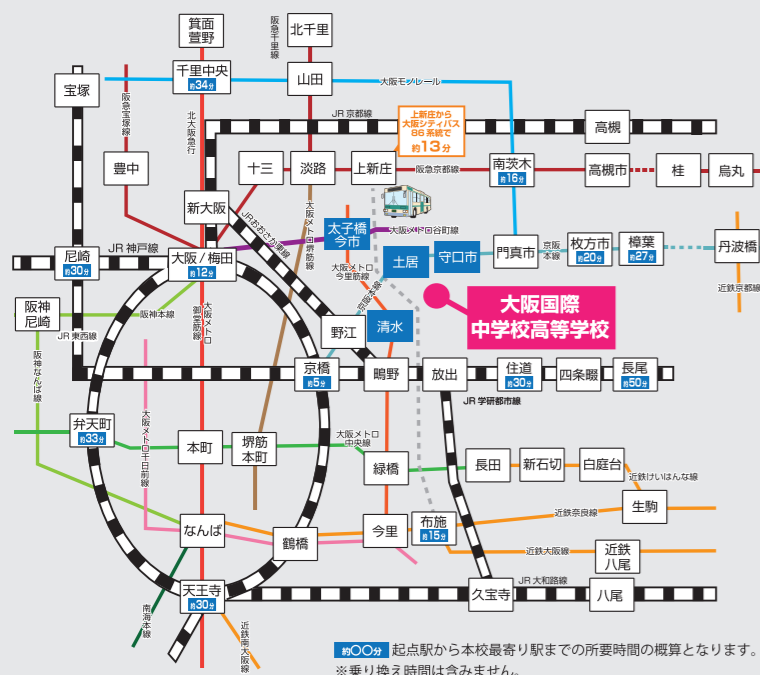 箕面
萱野
阪急千里線
北千里
宝塚
千里中央
約34分
山田
大阪モノレール
阪急宝塚線
北大阪急行
JR 京都線
上新庄から
大阪シティバス
86系統で
約13分
高槻
豊中
十三
淡路
上新庄
阪急京都線
南茨木
約16分
高槻市
桂
烏丸
新大阪
JRおおさか東線
大阪メトロ堺筋線
太子橋
今市
大阪メトロ谷町線
尼崎
約30分
JR 神戸線
大阪/梅田
約12分
大阪メトロ
今里筋線
土居
守口市
門真市
京阪
本線
枚方市
約20分
樟葉
約27分
丹波橋
近鉄京都線
阪神
尼崎
阪神本線
大阪メトロ
御堂筋線
京阪本線
大阪国際
中学校高等学校
JR 東西線
野江
清水
阪神なんば線
京橋
約5分
鴫野
放出
住道
約30分
四条畷
長尾
約50分
JR 学研都市線
弁天町
約33分
大阪メトロ千日前線
本町
堺筋
本町
大阪メトロ
中央線
緑橋
長田
新石切
白庭台
近鉄けいはんな線
生駒
なんば
鶴橋
今里
布施
約15分
近鉄奈良線
近鉄大阪線
近鉄
八尾
天王寺
約30分
久宝寺
JR 大和路線
八尾
南海本線
近鉄南大阪線
約〇〇分 起点駅から本校最寄り駅までの所要時間の概算となります。
※乗り換え時間は含みません。